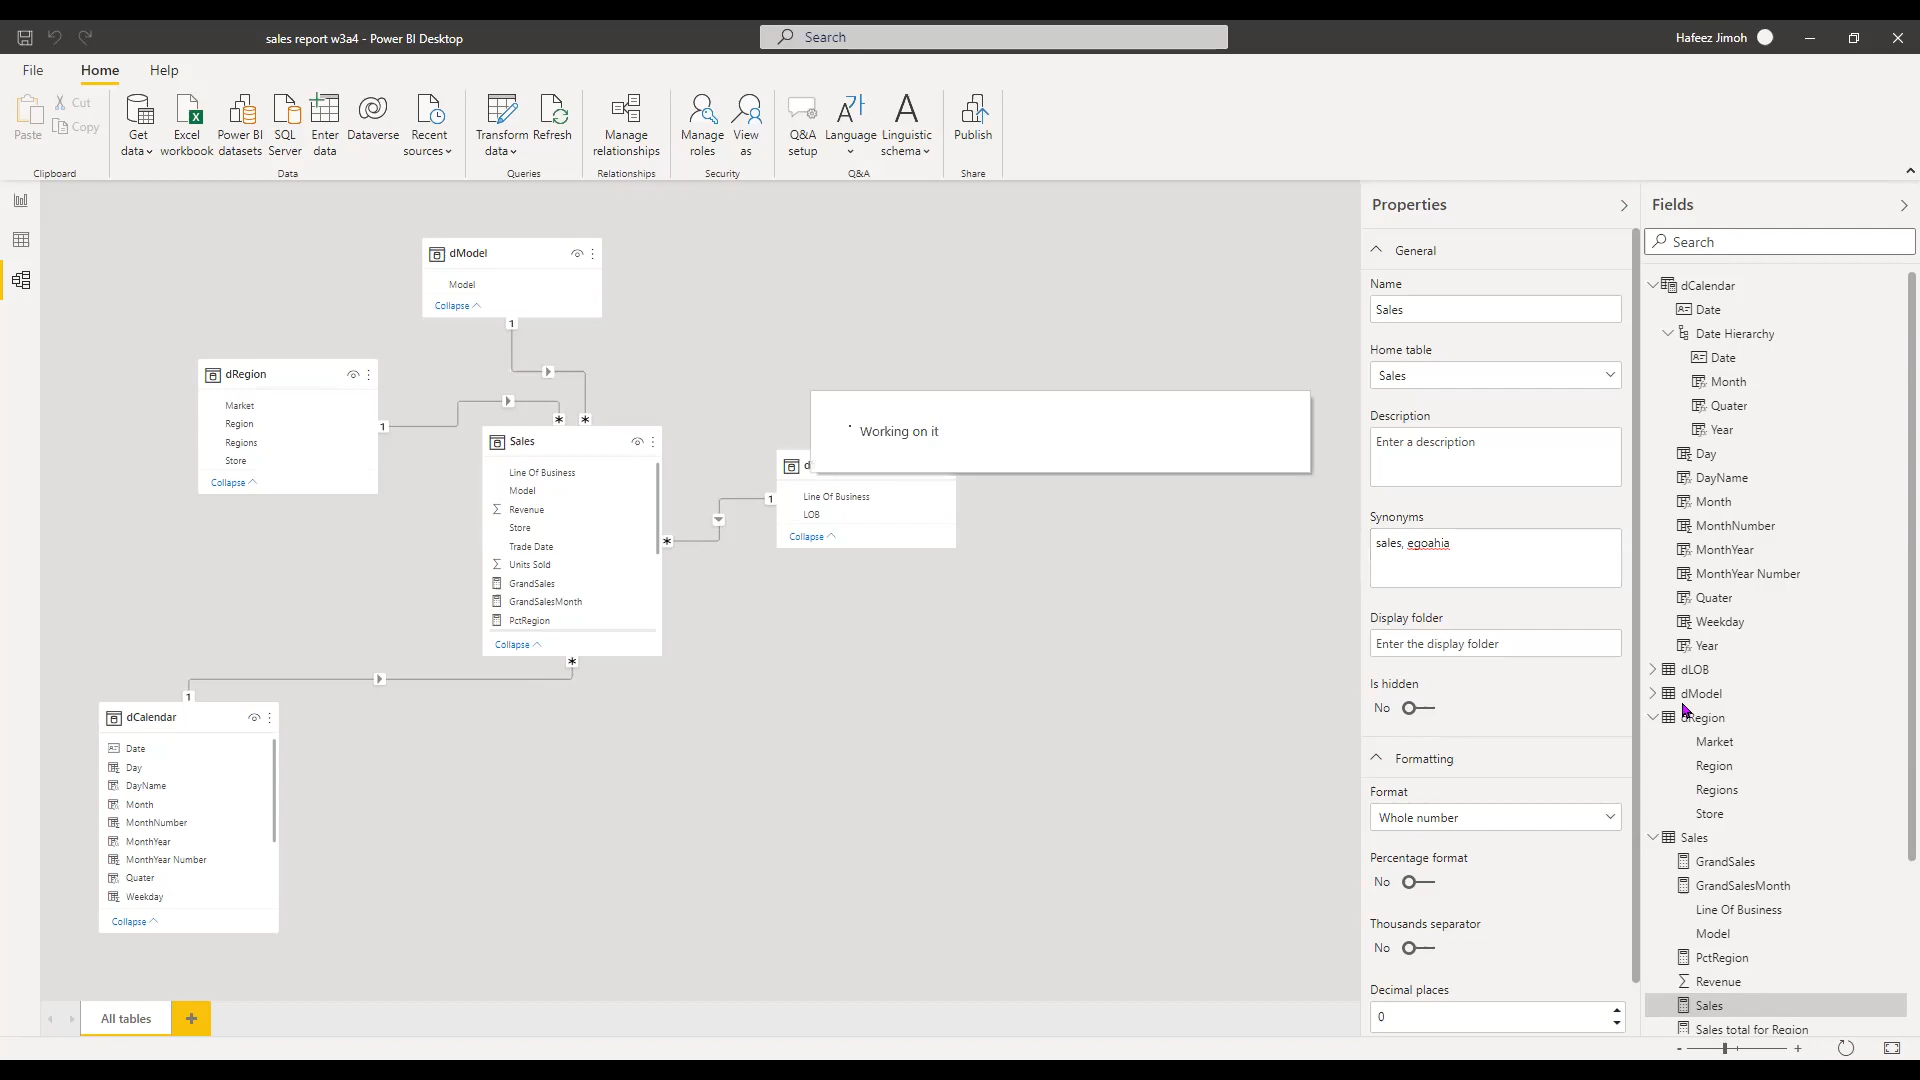 sales report w3a4 - Power BI Desktop
Search
Hafeez Jimoh
File
Home
Help
Paste
Cut
Copy
Get
data
Excel
workbook
Power BI
datasets
SQL
Server
Enter
data
Dataverse
Recent
sources
Transform
data
Refresh
Manage
relationships
Manage
roles
View
as
Q&A
setup
Language
Linguistic
schema
Publish
Clipboard
Data
Queries
Relationships
Security
Q&A
Share
dModel
Model
Collapse
1
dRegion
Market
Region
Regions
Store
Collapse
1
*
*
Sales
Line Of Business
Model
Revenue
Store
Trade Date
Units Sold
GrandSales
GrandSalesMonth
PctRegion
Collapse
*
*
Working on it
d
Line Of Business
LOB
Collapse
1
1
dCalendar
Date
Day
DayName
Month
MonthNumber
MonthYear
MonthYear Number
Quater
Weekday
Collapse
All tables
Properties
General
Name
Sales
Home table
Sales
Description
Enter a description
Synonyms
sales, egoahia
Display folder
Enter the display folder
Is hidden
No
Formatting
Format
Whole number
Percentage format
No
Thousands separator
No
Decimal places
0
Fields
Search
dCalendar
Date
Date Hierarchy
Date
Month
Quater
Year
Day
DayName
Month
MonthNumber
MonthYear
MonthYear Number
Quater
Weekday
Year
dLOB
dModel
dRegion
Market
Region
Regions
Store
Sales
GrandSales
GrandSalesMonth
Line Of Business
Model
PctRegion
Revenue
Sales
Sales total for Region